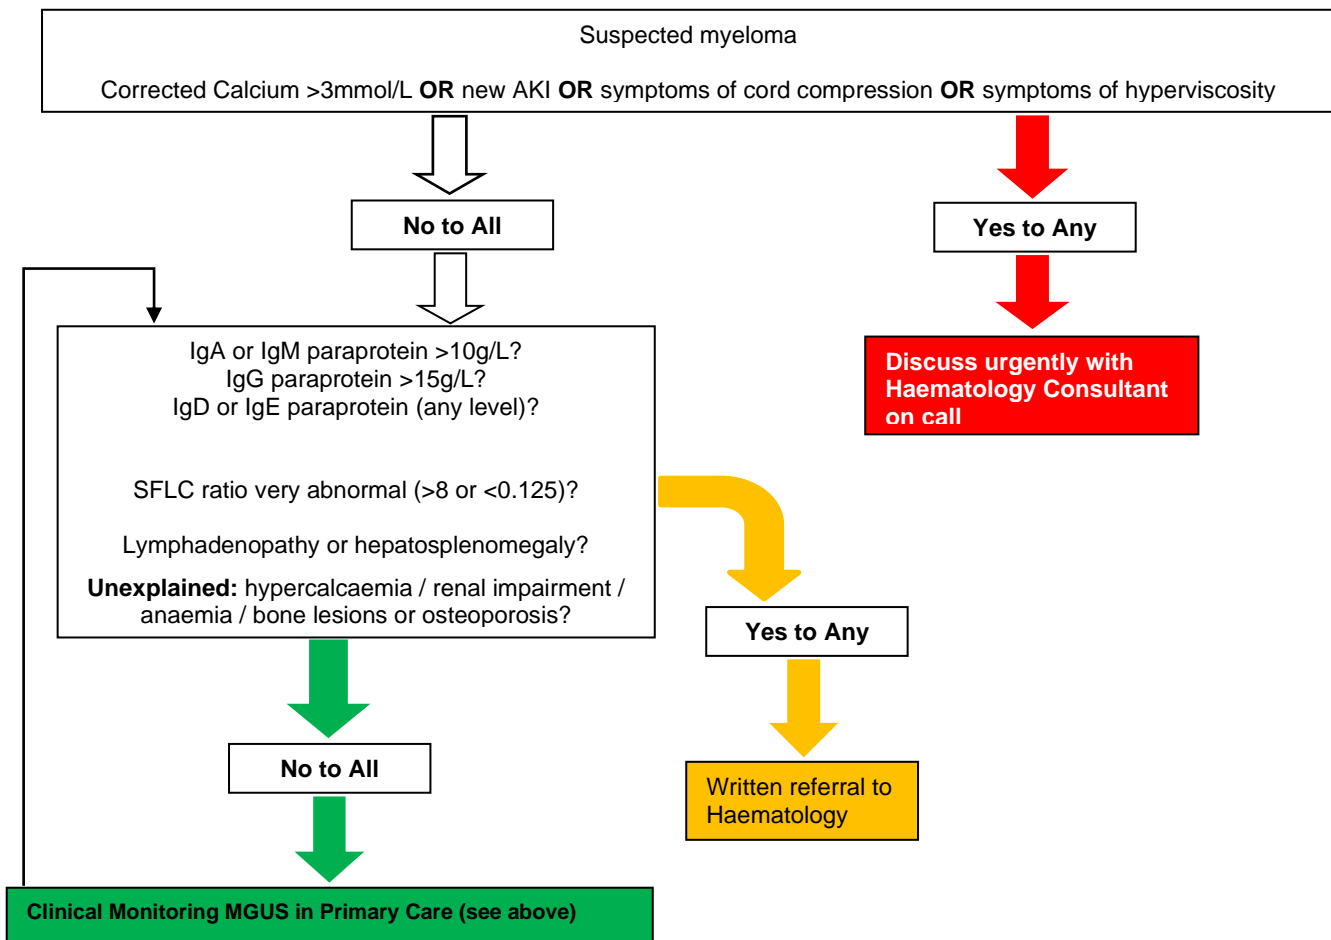 Suspected myeloma
Corrected Calcium >3mmol/L OR new AKI OR symptoms of cord compression OR symptoms of hyperviscosity
No to All
Yes to Any
IgA or IgM paraprotein >10g/L?
IgG paraprotein >15g/L?
IgD or IgE paraprotein (any level)?
SFLC ratio very abnormal (>8 or <0.125)?
Lymphadenopathy or hepatosplenomegaly?
Unexplained: hypercalcaemia / renal impairment /
anaemia / bone lesions or osteoporosis?
Discuss urgently with
Haematology Consultant
on call
Yes to Any
No to All
Written referral to
Haematology
Clinical Monitoring MGUS in Primary Care (see above)